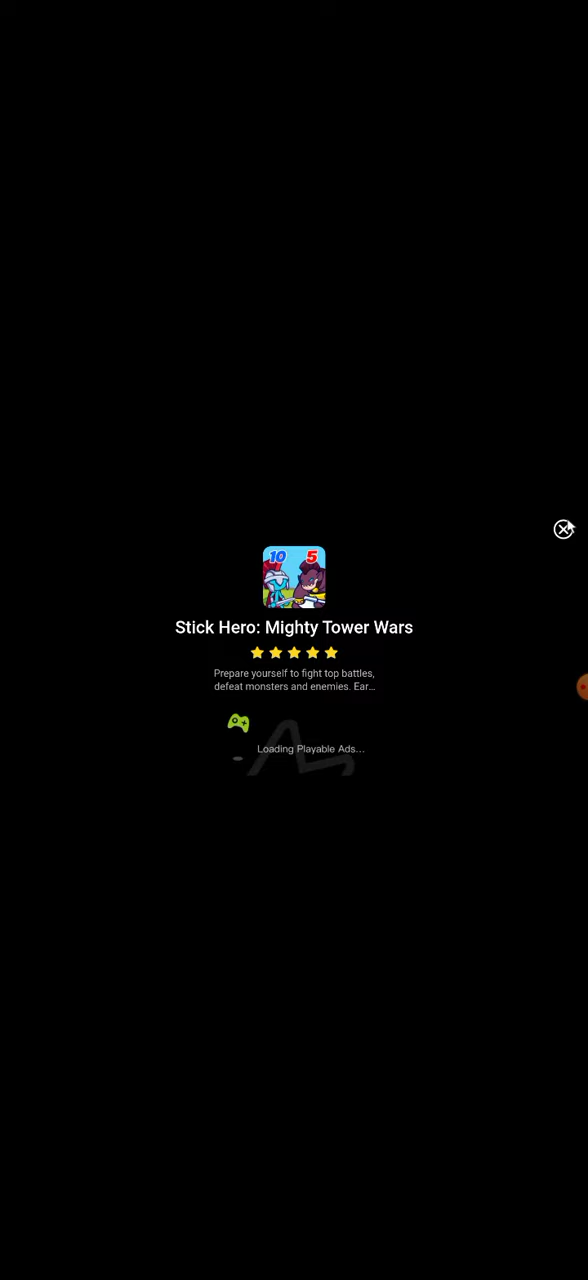 10 5
Stick Hero: Mighty Tower Wars
Prepare yourself to fight top battles,
defeat monsters and enemies. Ear...
Loading Playable Ads...